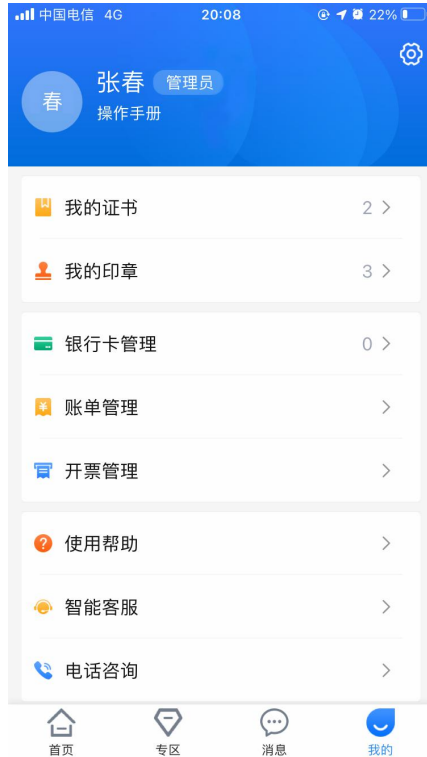 中国电信 4G 20:08 22%
张春 管理员
春
操作手册
我的证书 2
我的印章 3
银行卡管理 0
¥ 账单管理
开票管理
? 使用帮助
智能客服
电话咨询
首页 专区 消息 我的